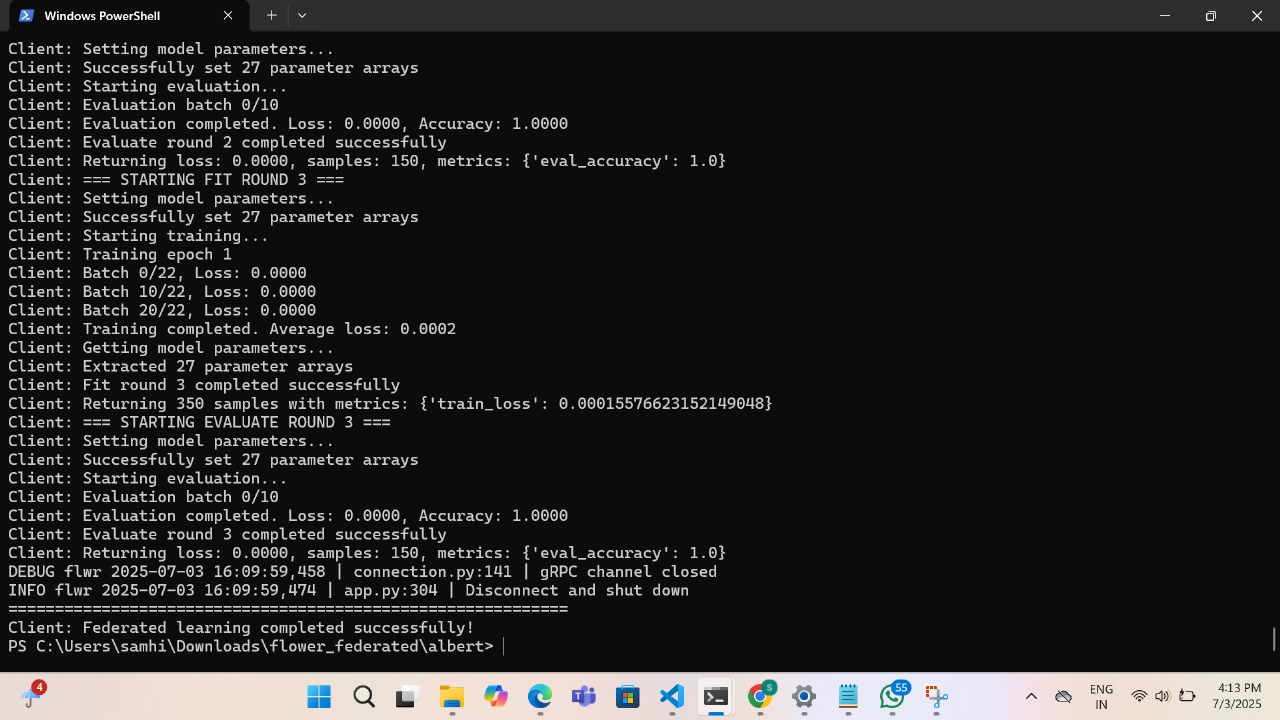 Windows PowerShell
Client: Setting model parameters...
Client: Successfully set 27 parameter arrays
Client: Starting evaluation...
Client: Evaluation batch 0/10
Client: Evaluation completed. Loss: 0.0000, Accuracy: 1.0000
Client: Evaluate round 2 completed successfully
Client: Returning loss: 0.0000, samples: 150, metrics: {'eval_accuracy': 1.0}
Client: === STARTING FIT ROUND 3 ===
Client: Setting model parameters...
Client: Successfully set 27 parameter arrays
Client: Starting training...
Client: Training epoch 1
Client: Batch 0/22, Loss: 0.0000
Client: Batch 10/22, Loss: 0.0000
Client: Batch 20/22, Loss: 0.0000
Client: Training completed. Average loss: 0.0002
Client: Getting model parameters...
Client: Extracted 27 parameter arrays
Client: Fit round 3 completed successfully
Client: Returning 350 samples with metrics: {'train_loss': 0.00015576623152149048}
Client: === STARTING EVALUATE ROUND 3 ===
Client: Setting model parameters...
Client: Successfully set 27 parameter arrays
Client: Starting evaluation...
Client: Evaluation batch 0/10
Client: Evaluation completed. Loss: 0.0000, Accuracy: 1.0000
Client: Evaluate round 3 completed successfully
Client: Returning loss: 0.0000, samples: 150, metrics: {'eval_accuracy': 1.0}
DEBUG flwr 2025-07-03 16:09:59,458 | connection.py:141 | gRPC channel closed
INFO flwr 2025-07-03 16:09:59,474 | app.py:304 | Disconnect and shut down
============================================================
Client: Federated learning completed successfully!
PS C:\Users\samhi\Downloads\flower_federated\albert>
4
S
55
ENG
IN
4:13 PM
7/3/2025